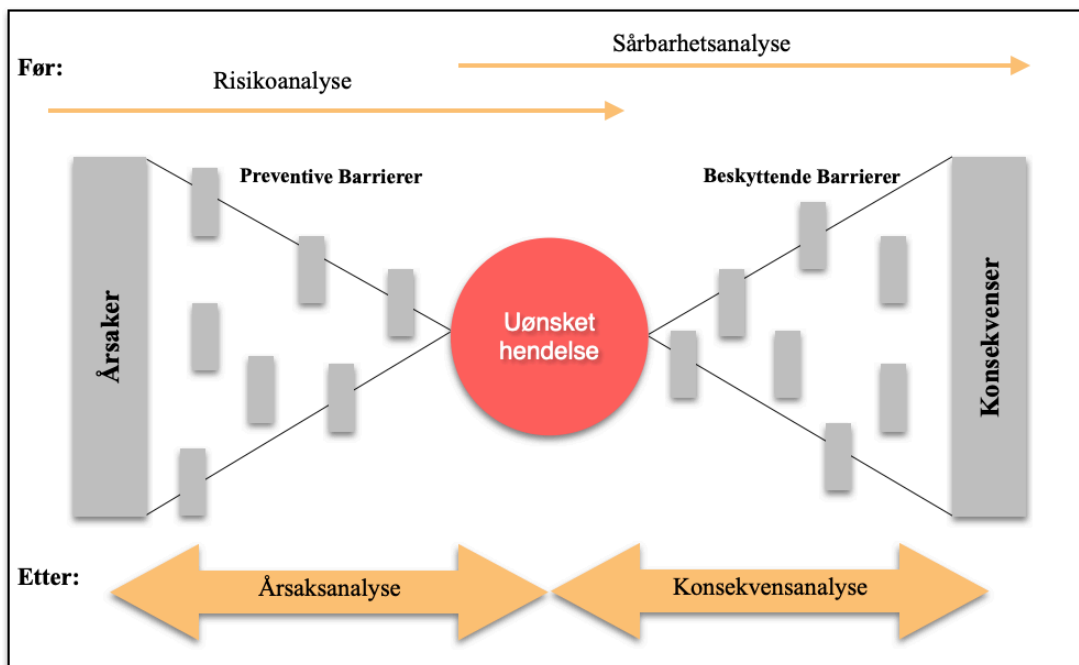 Sårbarhetsanalyse
Før:
Risikoanalyse
Preventive Barrierer
Beskyttende Barrierer
Årsaker
Uønsket
hendelse
Konsekvenser
Etter:
Årsaksanalyse
Konsekvensanalyse